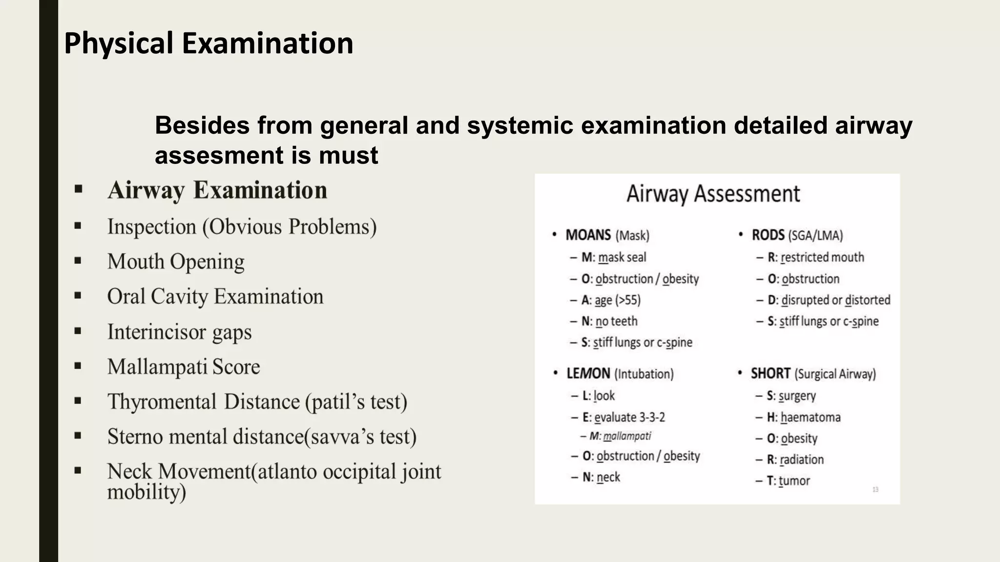 Physical Examination
Besides from general and systemic examination detailed airway
assesment is must
▪ Airway Examination
▪ Inspection (Obvious Problems)
▪ Mouth Opening
▪ Oral Cavity Examination
▪ Interincisor gaps
▪ Mallampati Score
▪ Thyromental Distance (patil’s test)
▪ Sterno mental distance(savva’s test)
▪ Neck Movement(atlanto occipital joint
mobility)
Airway Assessment
• MOANS (Mask)
– M: mask seal
– O: obstruction / obesity
– A: age (>55)
– N: no teeth
– S: stiff lungs or c-spine
• LEMON (Intubation)
– L: look
– E: evaluate 3-3-2
– M: mallampati
– O: obstruction / obesity
– N: neck
• RODS (SGA/LMA)
– R: restricted mouth
– O: obstruction
– D: disrupted or distorted
– S: stiff lungs or c-spine
• SHORT (Surgical Airway)
– S: surgery
– H: haematoma
– O: obesity
– R: radiation
– T: tumor
13